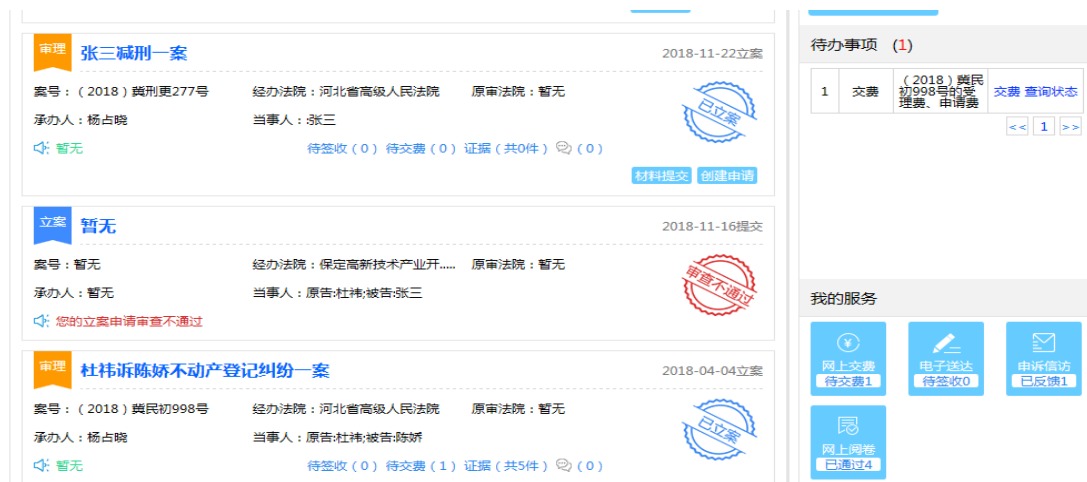 审理
张三减刑一案
2018-11-22立案
案号：（2018）冀刑更277号 经办法院：河北省高级人民法院 原审法院：暂无
承办人：杨占晓 当事人：:张三
已立案
暂无 待签收（0） 待交费（0） 证据（共0件） （0）
材料提交 创建申请
立案
暂无
2018-11-16提交
案号：暂无 经办法院：保定高新技术产业开..... 原审法院：暂无
承办人：暂无 当事人：原告:杜祎;被告:张三
审查不通过
您的立案申请审查不通过
审理
杜祎诉陈娇不动产登记纠纷一案
2018-04-04立案
案号：（2018）冀民初998号 经办法院：河北省高级人民法院 原审法院：暂无
承办人：杨占晓 当事人：原告:杜祎;被告:陈娇
已立案
暂无 待签收（0） 待交费（1） 证据（共5件） （0）
待办事项 (1)
1 交费 （2018）冀民
初998号的受
理费、申请费
交费 查询状态
<< 1 >>
我的服务
网上交费
待交费1
电子送达
待签收0
申诉信访
已反馈1
网上阅卷
已通过4